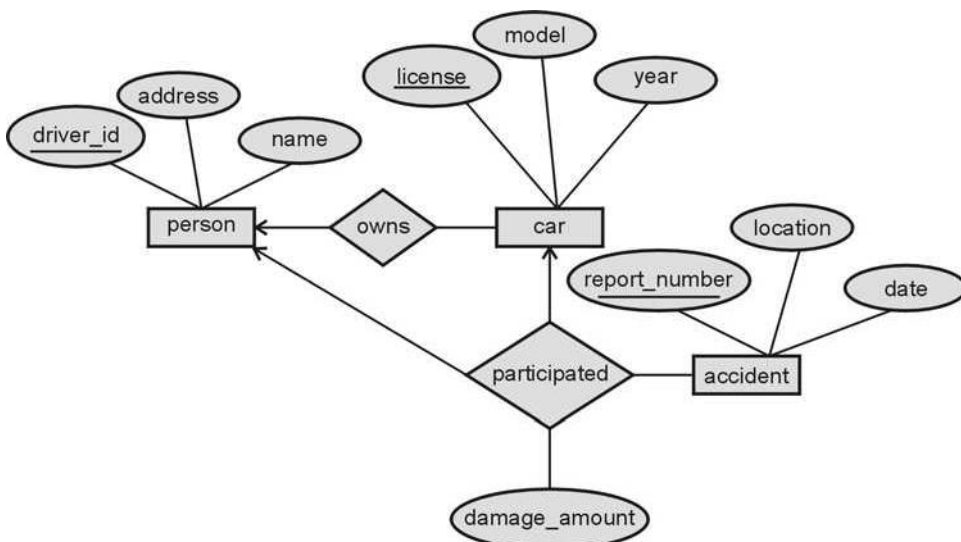 model
license
year
address
driver_id
name
person
owns
car
location
report_number
date
participated
accident
damage_amount